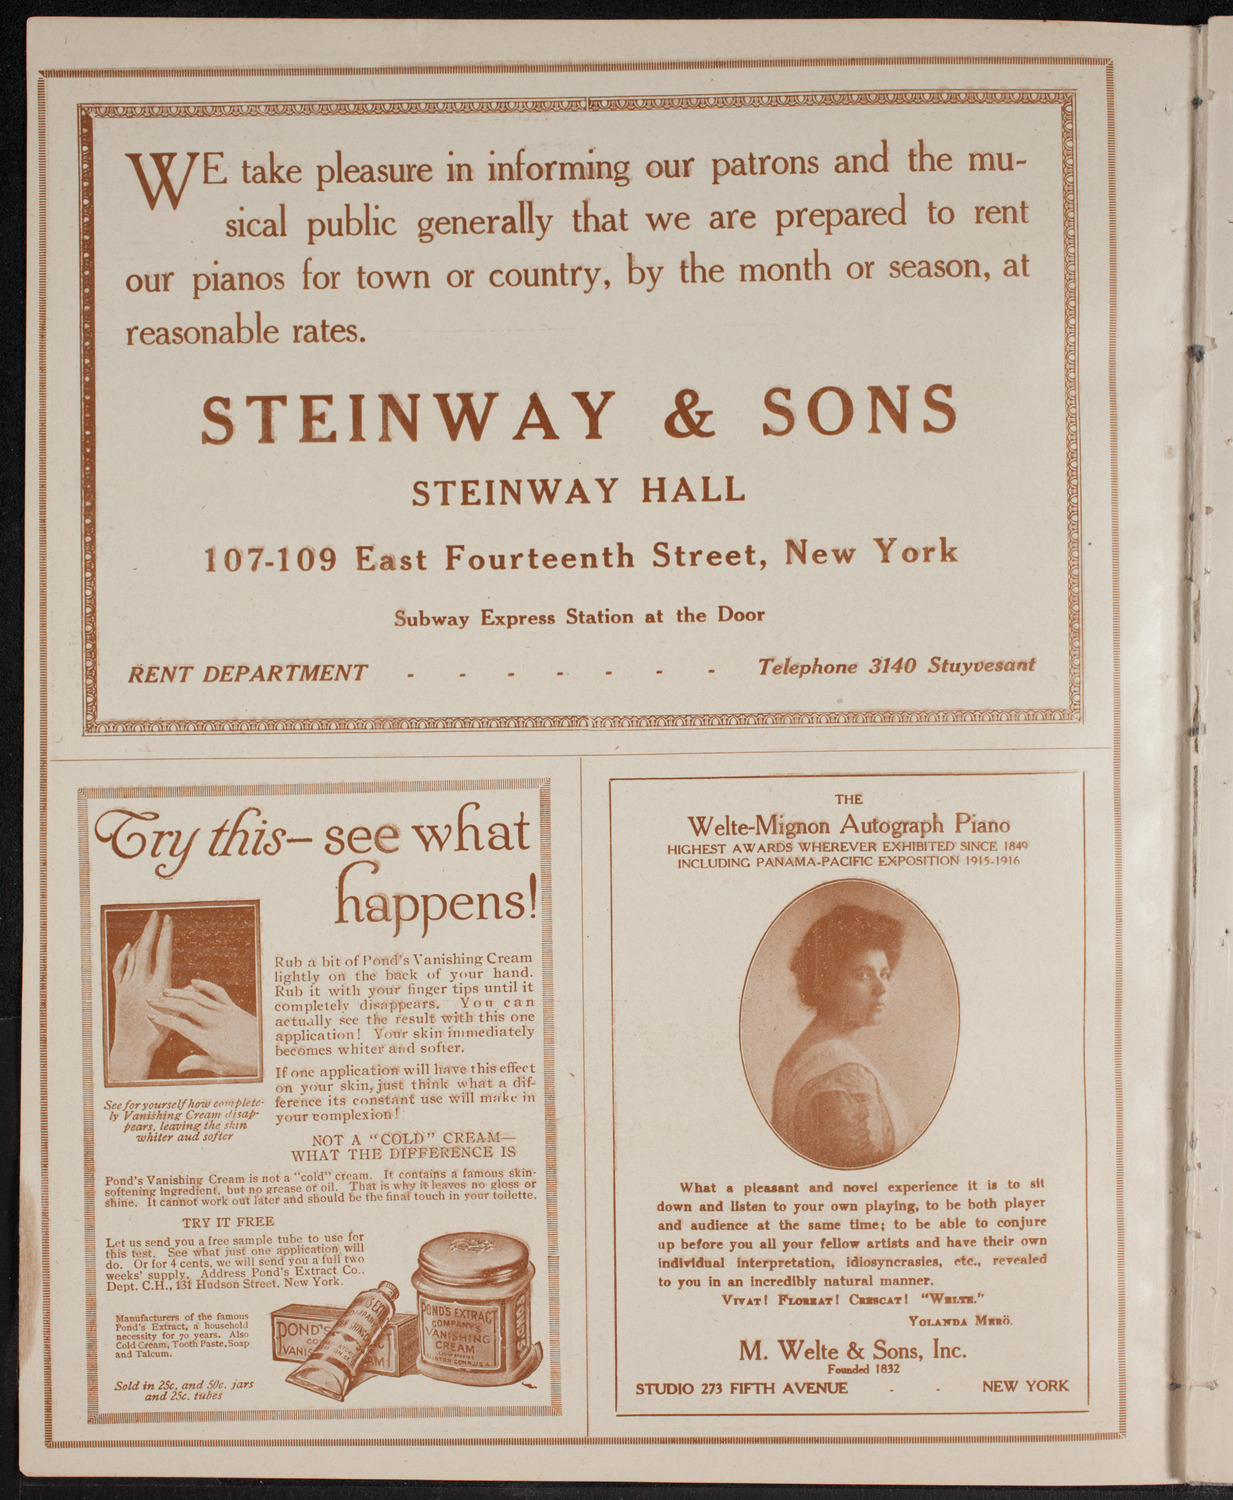 WE take pleasure in informing our patrons and the mu-
sical public generally that we are prepared to rent
our pianos for town or country, by the month or season, at
reasonable rates.
STEINWAY & SONS
STEINWAY HALL
107-109 East Fourteenth Street, New York
Subway Express Station at the Door
RENT DEPARTMENT - - - - - - - Telephone 3140 Stuyvesant
Try this—see what
happens!
Rub a bit of Pond's Vanishing Cream
lightly on the back of your hand.
Rub it with your finger tips until it
completely disappears. You can
actually see the result with this one
application! Your skin immediately
becomes whiter and softer.
If one application will have this effect
on your skin, just think what a dif-
ference its constant use will make in
your complexion!
See for yourself how complete-
ly Vanishing Cream disap-
pears, leaving the skin
whiter and softer
NOT A "COLD" CREAM—
WHAT THE DIFFERENCE IS
Pond's Vanishing Cream is not a "cold" cream. It contains a famous skin-
softening ingredient, but no grease or oil. That is why it leaves no gloss or
shine. It cannot work out later and should be the final touch in your toilette.
TRY IT FREE
Let us send you a free sample tube to use for
this test. See what just one application will
do. Or for 4 cents, we will send you a full two
weeks' supply. Address Pond's Extract Co.,
Dept. C.H., 131 Hudson Street, New York.
Manufacturers of the famous
Pond's Extract, a household
necessity for 70 years. Also
Cold Cream, Tooth Paste, Soap
and Talcum.
Sold in 25c. and 50c. jars
and 25c. tubes
POND'S
VANIS
POND'S EXTRACT
COMPANY'S
VANISHING
CREAM
THE
Welte-Mignon Autograph Piano
HIGHEST AWARDS WHEREVER EXHIBITED SINCE 1849
INCLUDING PANAMA-PACIFIC EXPOSITION 1915-1916
What a pleasant and novel experience it is to sit
down and listen to your own playing, to be both player
and audience at the same time; to be able to conjure
up before you all your fellow artists and have their own
individual interpretation, idiosyncrasies, etc., revealed
to you in an incredibly natural manner.
VIVAT! FLOREAT! CRESCAT! "WELTE."
YOLANDA MERÖ.
M. Welte & Sons, Inc.
Founded 1832
STUDIO 273 FIFTH AVENUE - - NEW YORK